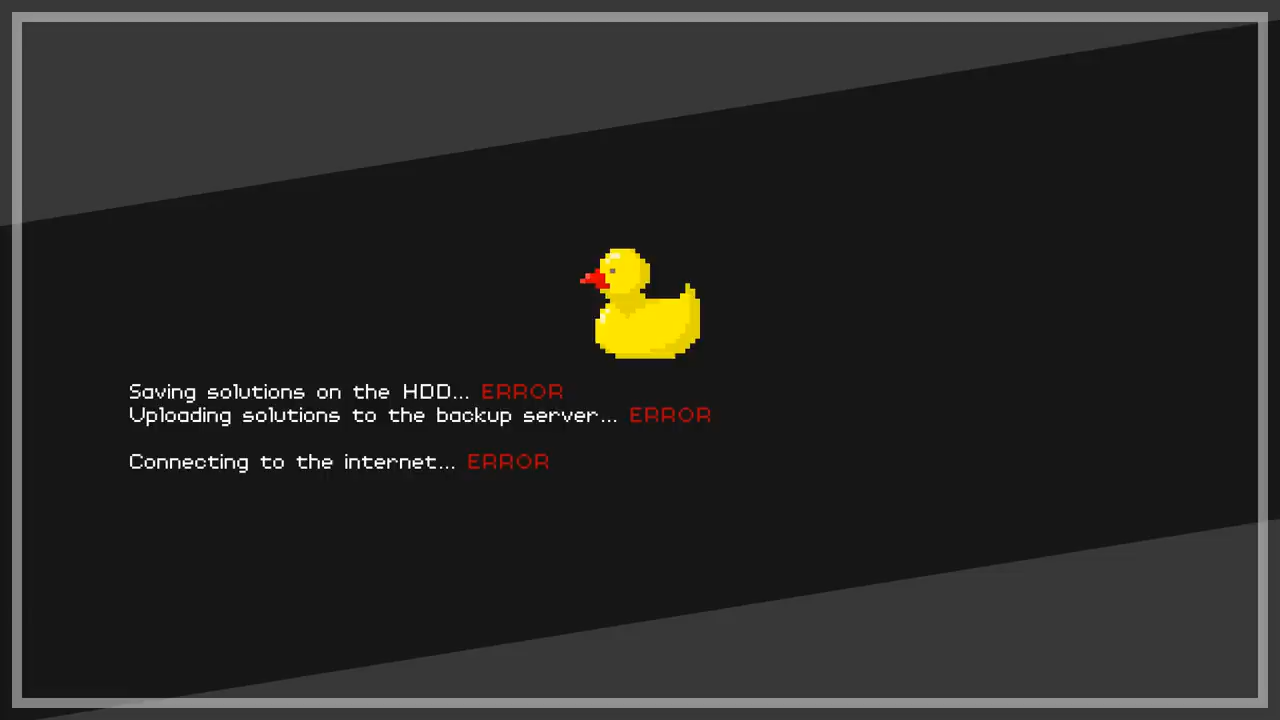 Saving solutions on the HDD... ERROR
Uploading solutions to the backup server... ERROR
Connecting to the internet... ERROR